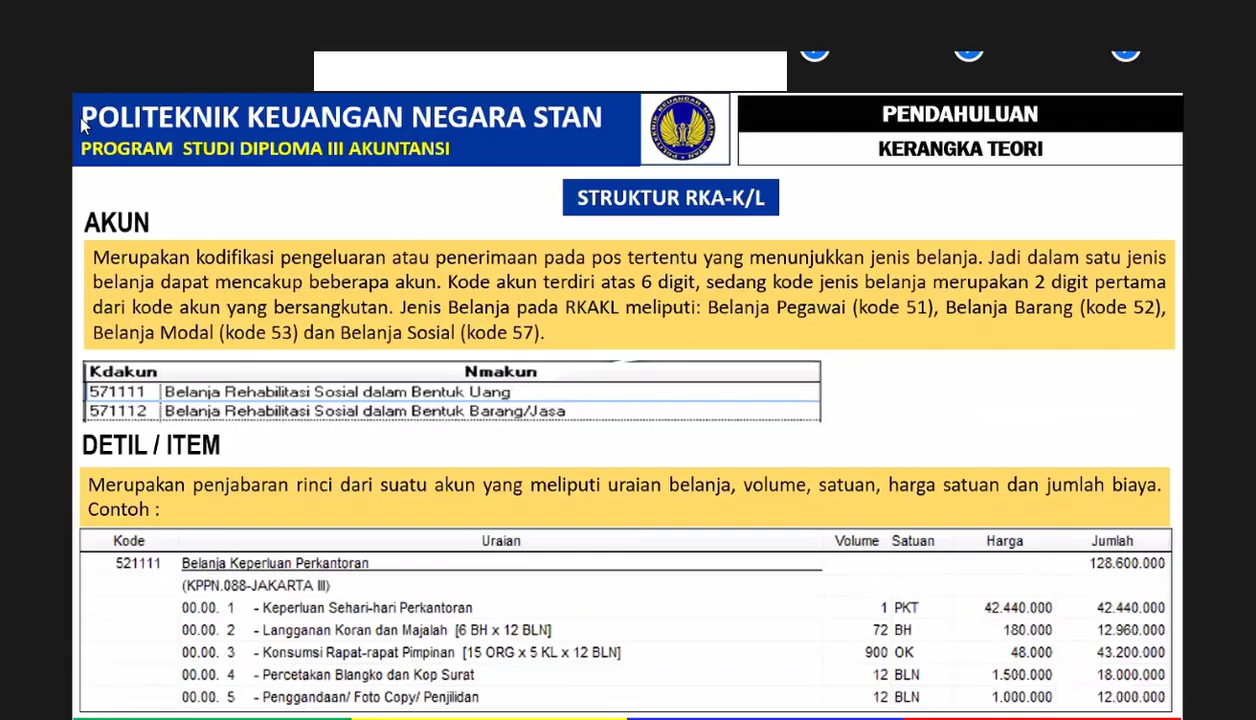 POLITEKNIK KEUANGAN NEGARA STAN
PROGRAM STUDI DIPLOMA III AKUNTANSI
POLITEKNIK KEUANGAN NEGARA STAN
PENDAHULUAN
KERANGKA TEORI
STRUKTUR RKA-K/L
AKUN
Merupakan kodifikasi pengeluaran atau penerimaan pada pos tertentu yang menunjukkan jenis belanja. Jadi dalam satu jenis
belanja dapat mencakup beberapa akun. Kode akun terdiri atas 6 digit, sedang kode jenis belanja merupakan 2 digit pertama
dari kode akun yang bersangkutan. Jenis Belanja pada RKAKL meliputi: Belanja Pegawai (kode 51), Belanja Barang (kode 52),
Belanja Modal (kode 53) dan Belanja Sosial (kode 57).
Kdakun Nmakun
571111 Belanja Rehabilitasi Sosial dalam Bentuk Uang
571112 Belanja Rehabilitasi Sosial dalam Bentuk Barang/Jasa
DETIL / ITEM
Merupakan penjabaran rinci dari suatu akun yang meliputi uraian belanja, volume, satuan, harga satuan dan jumlah biaya.
Contoh :
Kode Uraian Volume Satuan Harga Jumlah
521111 Belanja Keperluan Perkantoran 128.600.000
(KPPN.088-JAKARTA III)
00.00. 1 - Keperluan Sehari-hari Perkantoran 1 PKT 42.440.000 42.440.000
00.00. 2 - Langganan Koran dan Majalah [6 BH x 12 BLN] 72 BH 180.000 12.960.000
00.00. 3 - Konsumsi Rapat-rapat Pimpinan [15 ORG x 5 KL x 12 BLN] 900 OK 48.000 43.200.000
00.00. 4 - Percetakan Blangko dan Kop Surat 12 BLN 1.500.000 18.000.000
00.00. 5 - Penggandaan/ Foto Copy/ Penjilidan 12 BLN 1.000.000 12.000.000